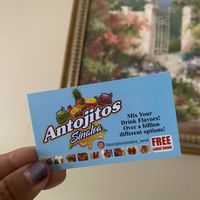 Antojitos
Sinaloa
Mix Your
Drink Flavors!
Over a billion
different options!
FREE